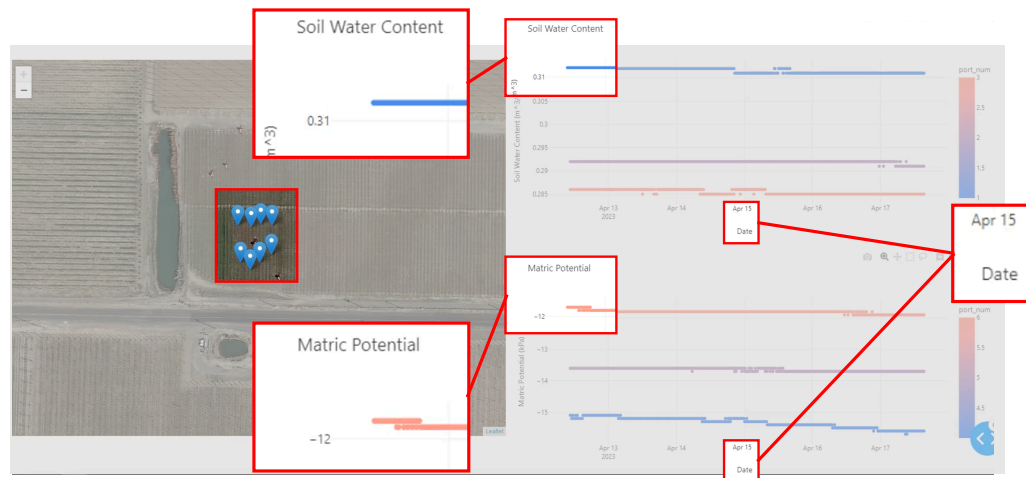 Soil Water Content
0.31
m^3)
Soil Water Content
0.31
0.305
0.3
0.295
0.29
0.285
Soil Water Content (m^3/m^3)
Apr 13
2023
Apr 14
Apr 15
Apr 16
Apr 17
Date
port_num
3
2.5
2
1.5
1
Apr 15
Date
Matric Potential
−12
−13
−14
−15
Matric Potential (kPa)
Apr 13
2023
Apr 14
Apr 15
Apr 16
Apr 17
Date
port_num
6
5.5
5
4.5
Matric Potential
−12
Leaflet
+
−